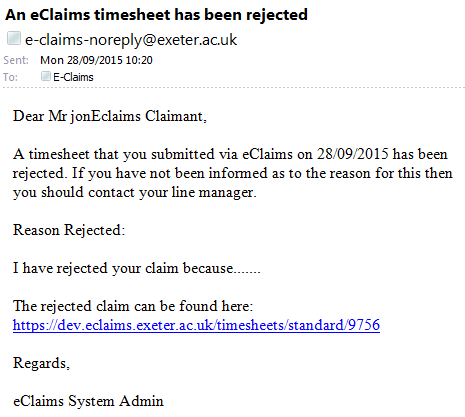 An eClaims timesheet has been rejected
e-claims-noreply@exeter.ac.uk
Sent: Mon 28/09/2015 10:20
To: E-Claims
Dear Mr jonEclaims Claimant,
A timesheet that you submitted via eClaims on 28/09/2015 has been
rejected. If you have not been informed as to the reason for this then
you should contact your line manager.
Reason Rejected:
I have rejected your claim because.......
The rejected claim can be found here:
https://dev.eclaims.exeter.ac.uk/timesheets/standard/9756
Regards,
eClaims System Admin